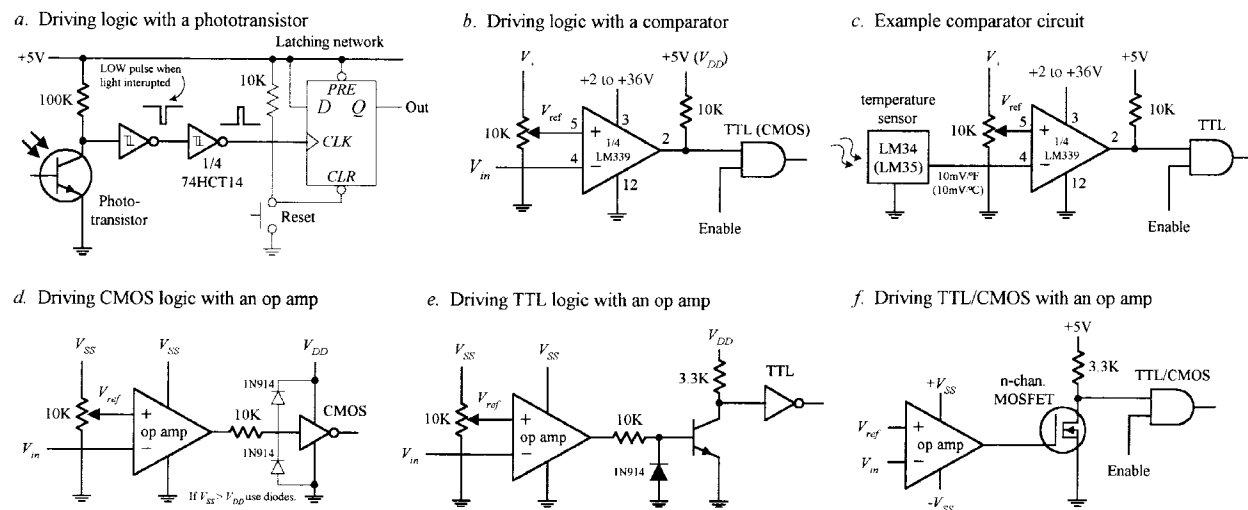 a. Driving logic with a phototransistor
Latching network
+5V
LOW pulse when
light interupted
10K
PRE
100K
D Q
Out
CLK
1/4
74HCT14
CLR
Photo-
transistor
Reset
b. Driving logic with a comparator
V+
+5V (VDD)
+2 to +36V
10K
Vref
3
10K
5
+
1/4
LM339
2
TTL (CMOS)
Vin
4
−
12
Enable
c. Example comparator circuit
V+
+5V
+2 to +36V
temperature
sensor
Vref
3
10K
10K
5
+
1/4
LM339
2
TTL
LM34
(LM35)
4
−
10mV/°F
(10mV/°C)
12
Enable
d. Driving CMOS logic with an op amp
VSS
VSS
VDD
1N914
Vref
10K
+
op amp
−
10K
CMOS
Vin
1N914
If VSS > VDD use diodes.
e. Driving TTL logic with an op amp
VSS
VSS
VDD
3.3K
TTL
Vref
10K
+
op amp
−
10K
Vin
1N914
f. Driving TTL/CMOS with an op amp
+5V
3.3K
n-chan.
MOSFET
TTL/CMOS
+VSS
Vref
+
op amp
Vin
−
Enable
-VSS